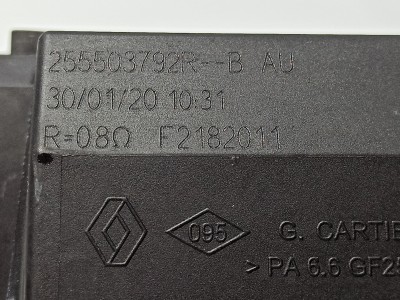 255503792R--B AU
30/01/20 10:31
R=08Ω F2182011
095 G. CARTIE
> PA 6.6 GF25